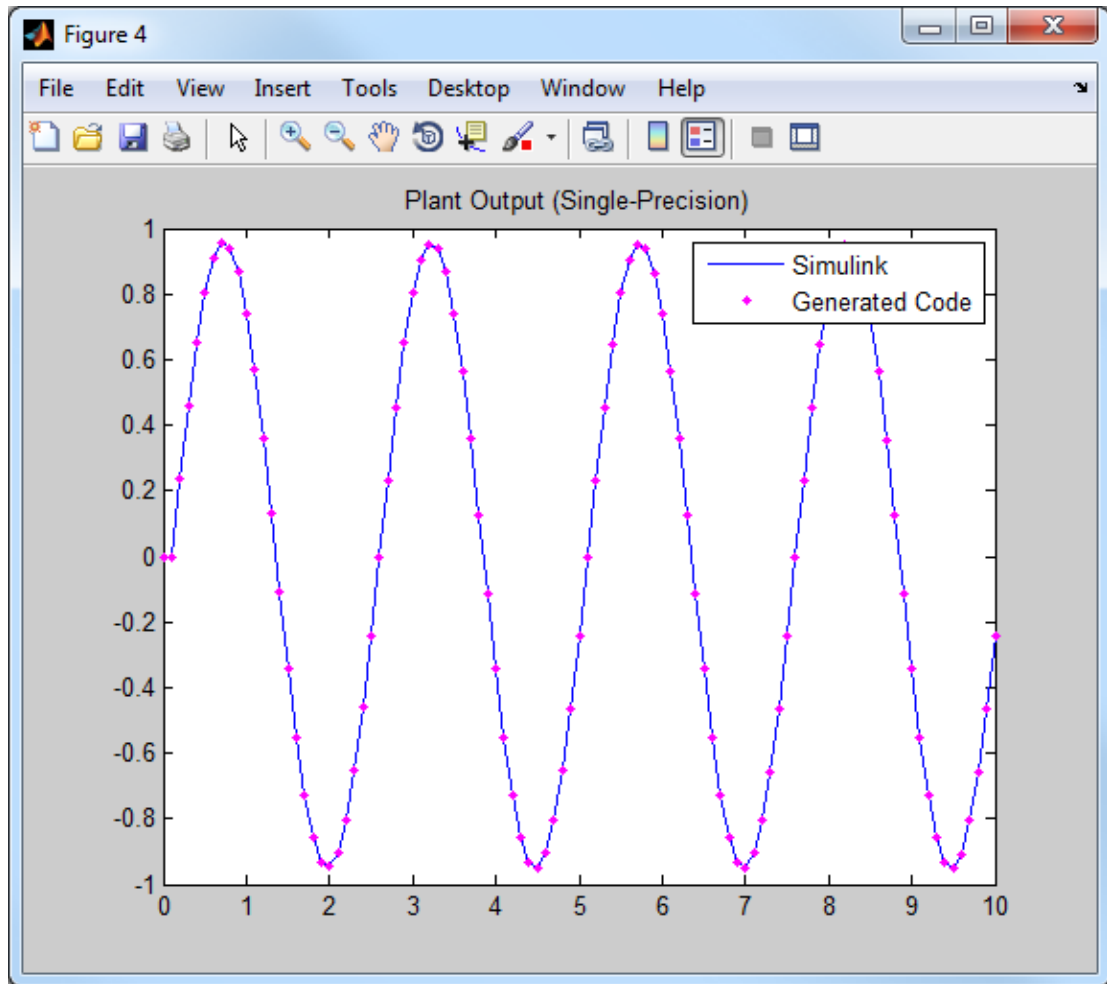 Figure 4
File Edit View Insert Tools Desktop Window Help
Plant Output (Single-Precision)
1
0.8
0.6
0.4
0.2
0
-0.2
-0.4
-0.6
-0.8
-1
Simulink
Generated Code
0 1 2 3 4 5 6 7 8 9 10